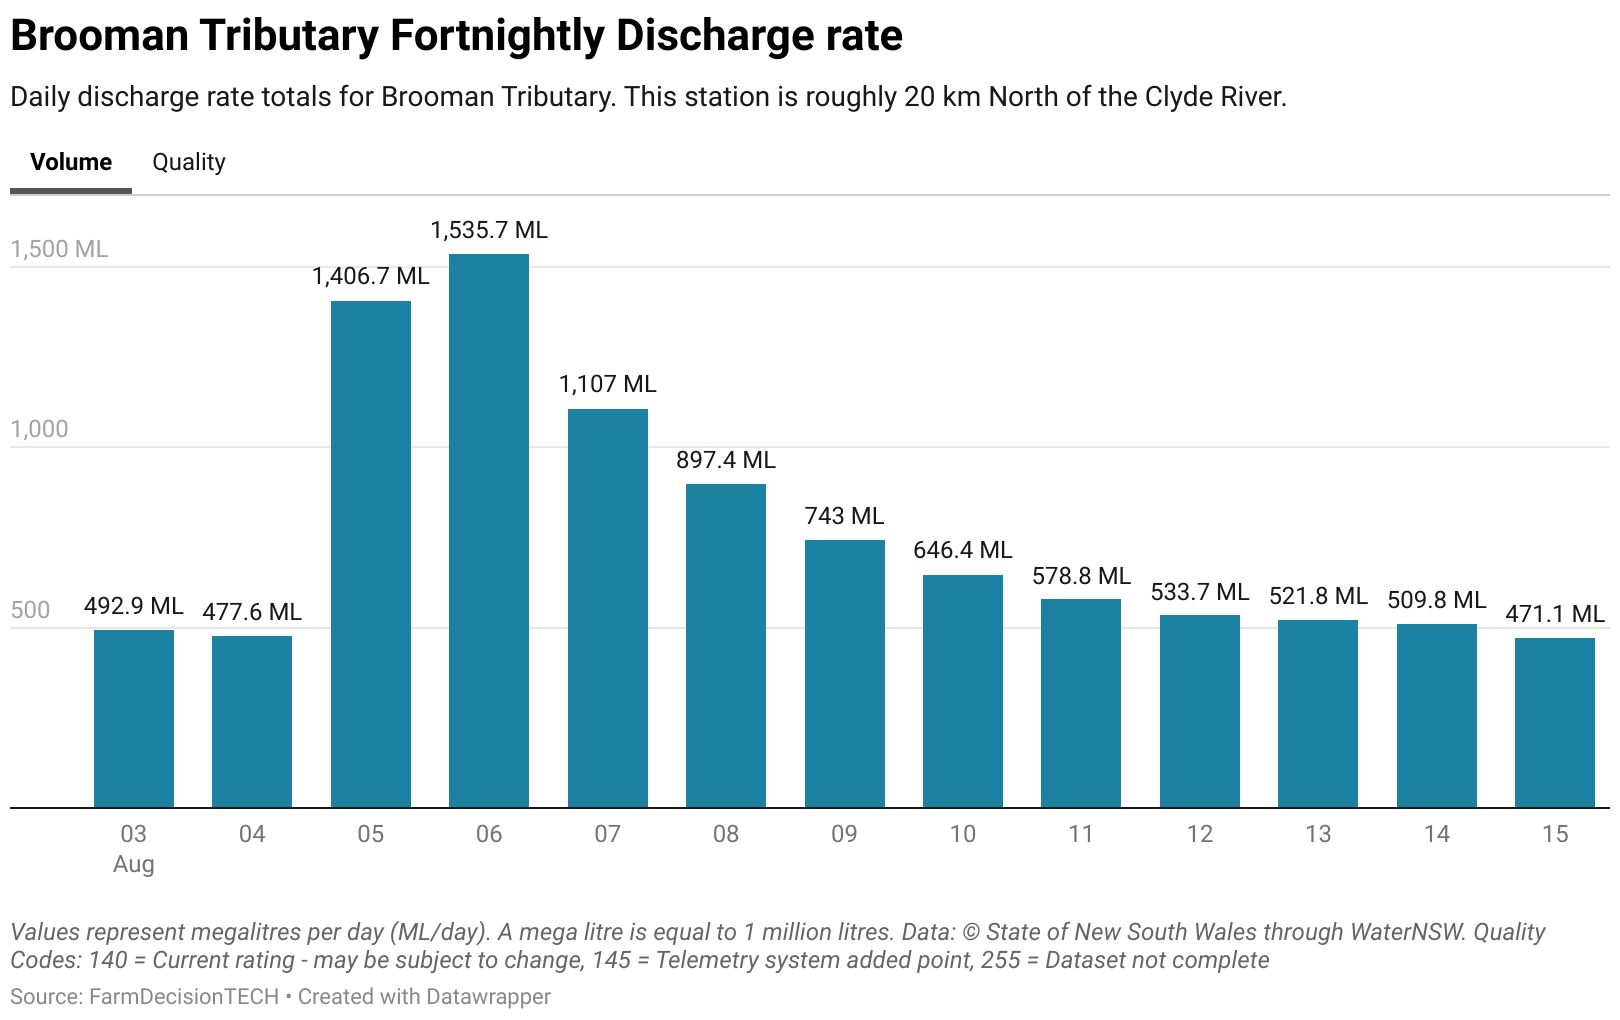 Brooman Tributary Fortnightly Discharge rate
Daily discharge rate totals for Brooman Tributary. This station is roughly 20 km North of the Clyde River.
Volume Quality
1,535.7 ML
1,500 ML
1,406.7 ML
1,107 ML
1,000
897.4 ML
743 ML
646.4 ML
578.8 ML
533.7 ML
521.8 ML
509.8 ML
500
492.9 ML
477.6 ML
471.1 ML
03 04 05 06 07 08 09 10 11 12 13 14 15
Aug
Values represent megalitres per day (ML/day). A mega litre is equal to 1 million litres. Data: © State of New South Wales through WaterNSW. Quality
Codes: 140 = Current rating - may be subject to change, 145 = Telemetry system added point, 255 = Dataset not complete
Source: FarmDecisionTECH • Created with Datawrapper